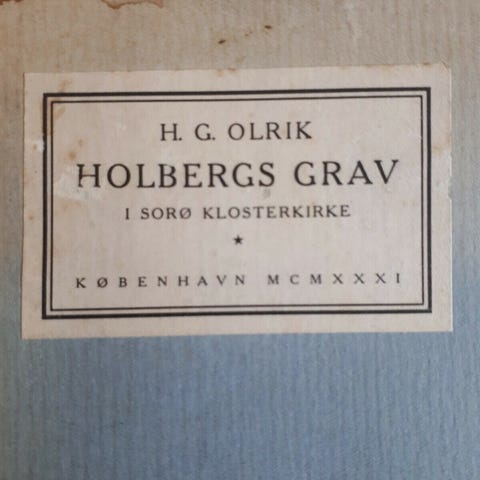 H. G. OLRIK
HOLBERGS GRAV
I SORØ KLOSTERKIRKE
★
KØBENHAVN MCMXXXI